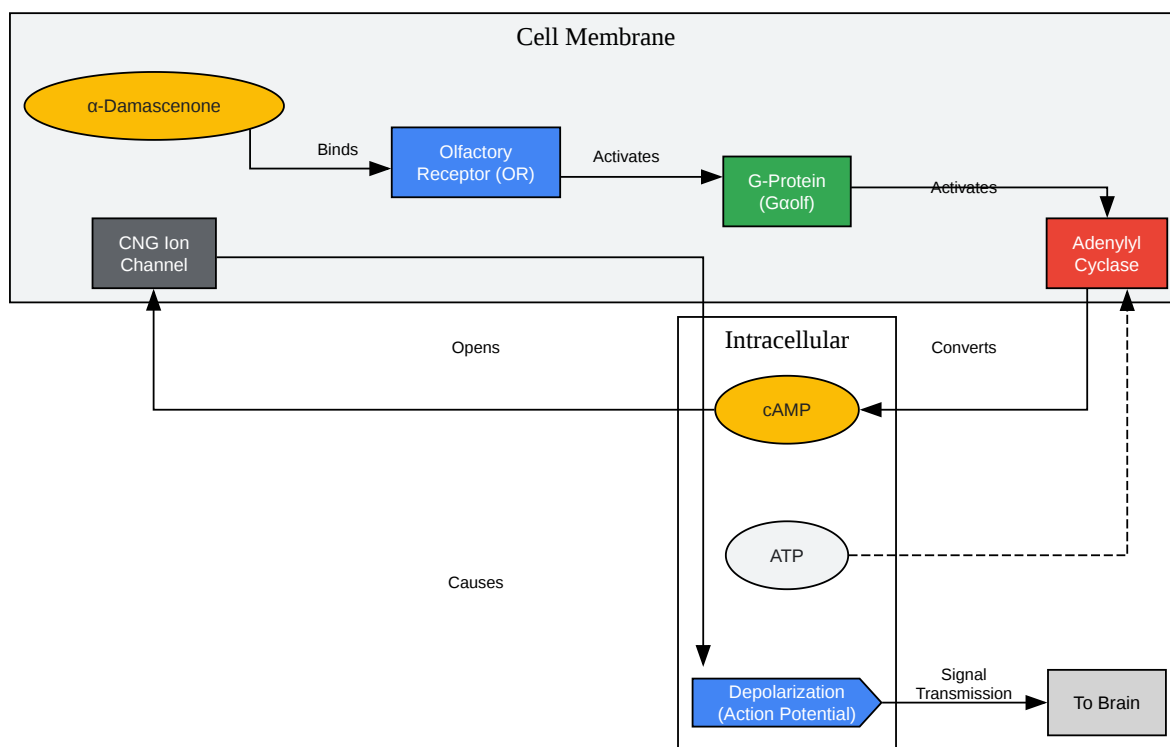 Cell Membrane
α-Damascenone
Binds
Olfactory
Receptor (OR)
Activates
G-Protein
(Gαolf)
Activates
Adenylyl
Cyclase
CNG Ion
Channel
Opens
Intracellular
Converts
cAMP
ATP
Causes
Depolarization
(Action Potential)
Signal
Transmission
To Brain